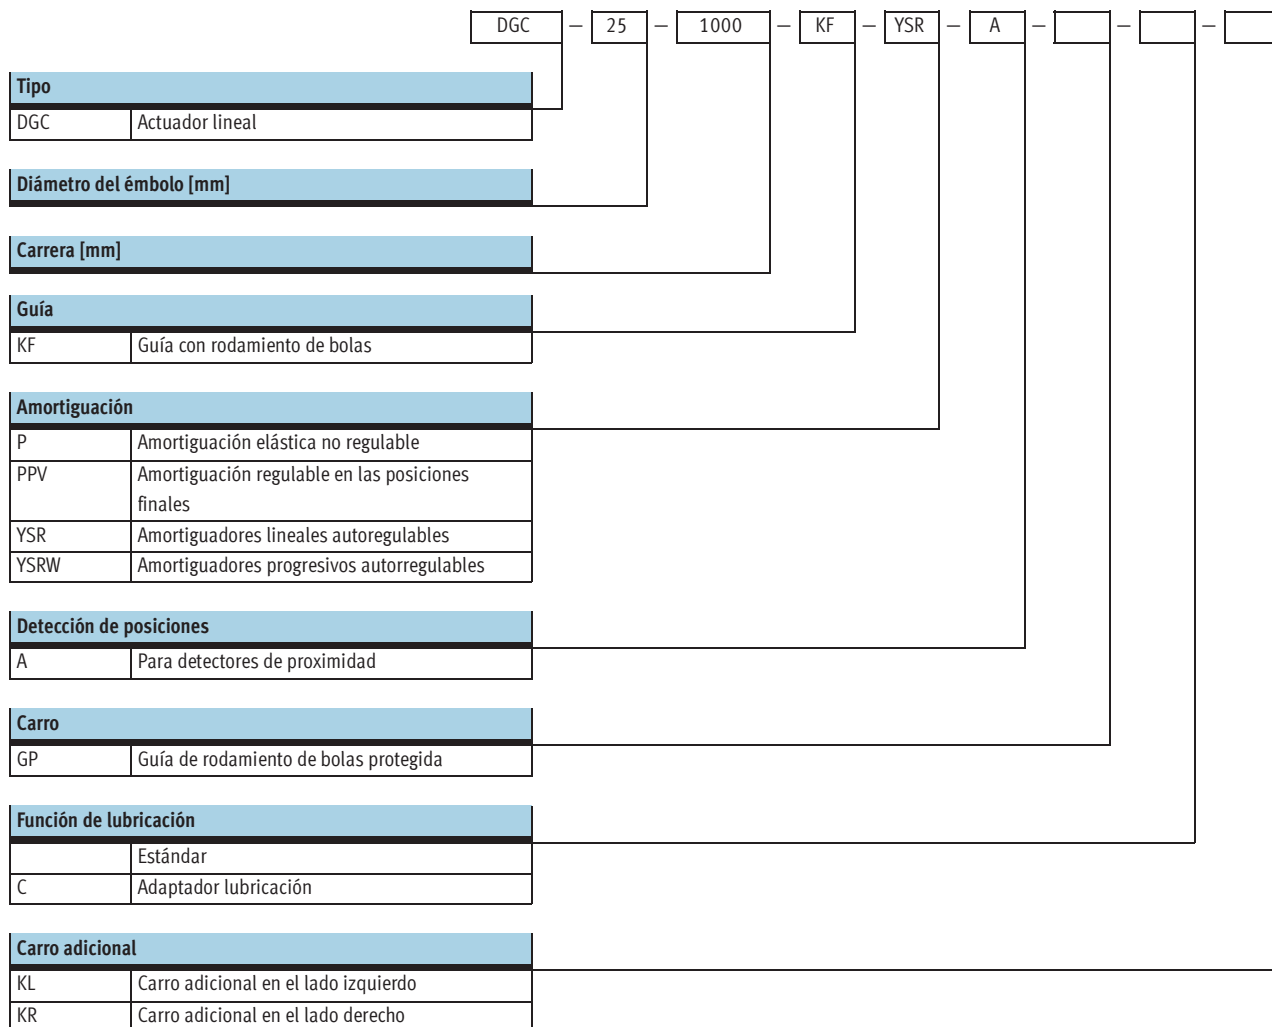 DGC – 25 – 1000 – KF – YSR – A – – –
Tipo
DGC Actuador lineal
Diámetro del émbolo [mm]
Carrera [mm]
Guía
KF Guía con rodamiento de bolas
Amortiguación
P Amortiguación elástica no regulable
PPV Amortiguación regulable en las posiciones
finales
YSR Amortiguadores lineales autoregulables
YSRW Amortiguadores progresivos autorregulables
Detección de posiciones
A Para detectores de proximidad
Carro
GP Guía de rodamiento de bolas protegida
Función de lubricación
Estándar
C Adaptador lubricación
Carro adicional
KL Carro adicional en el lado izquierdo
KR Carro adicional en el lado derecho